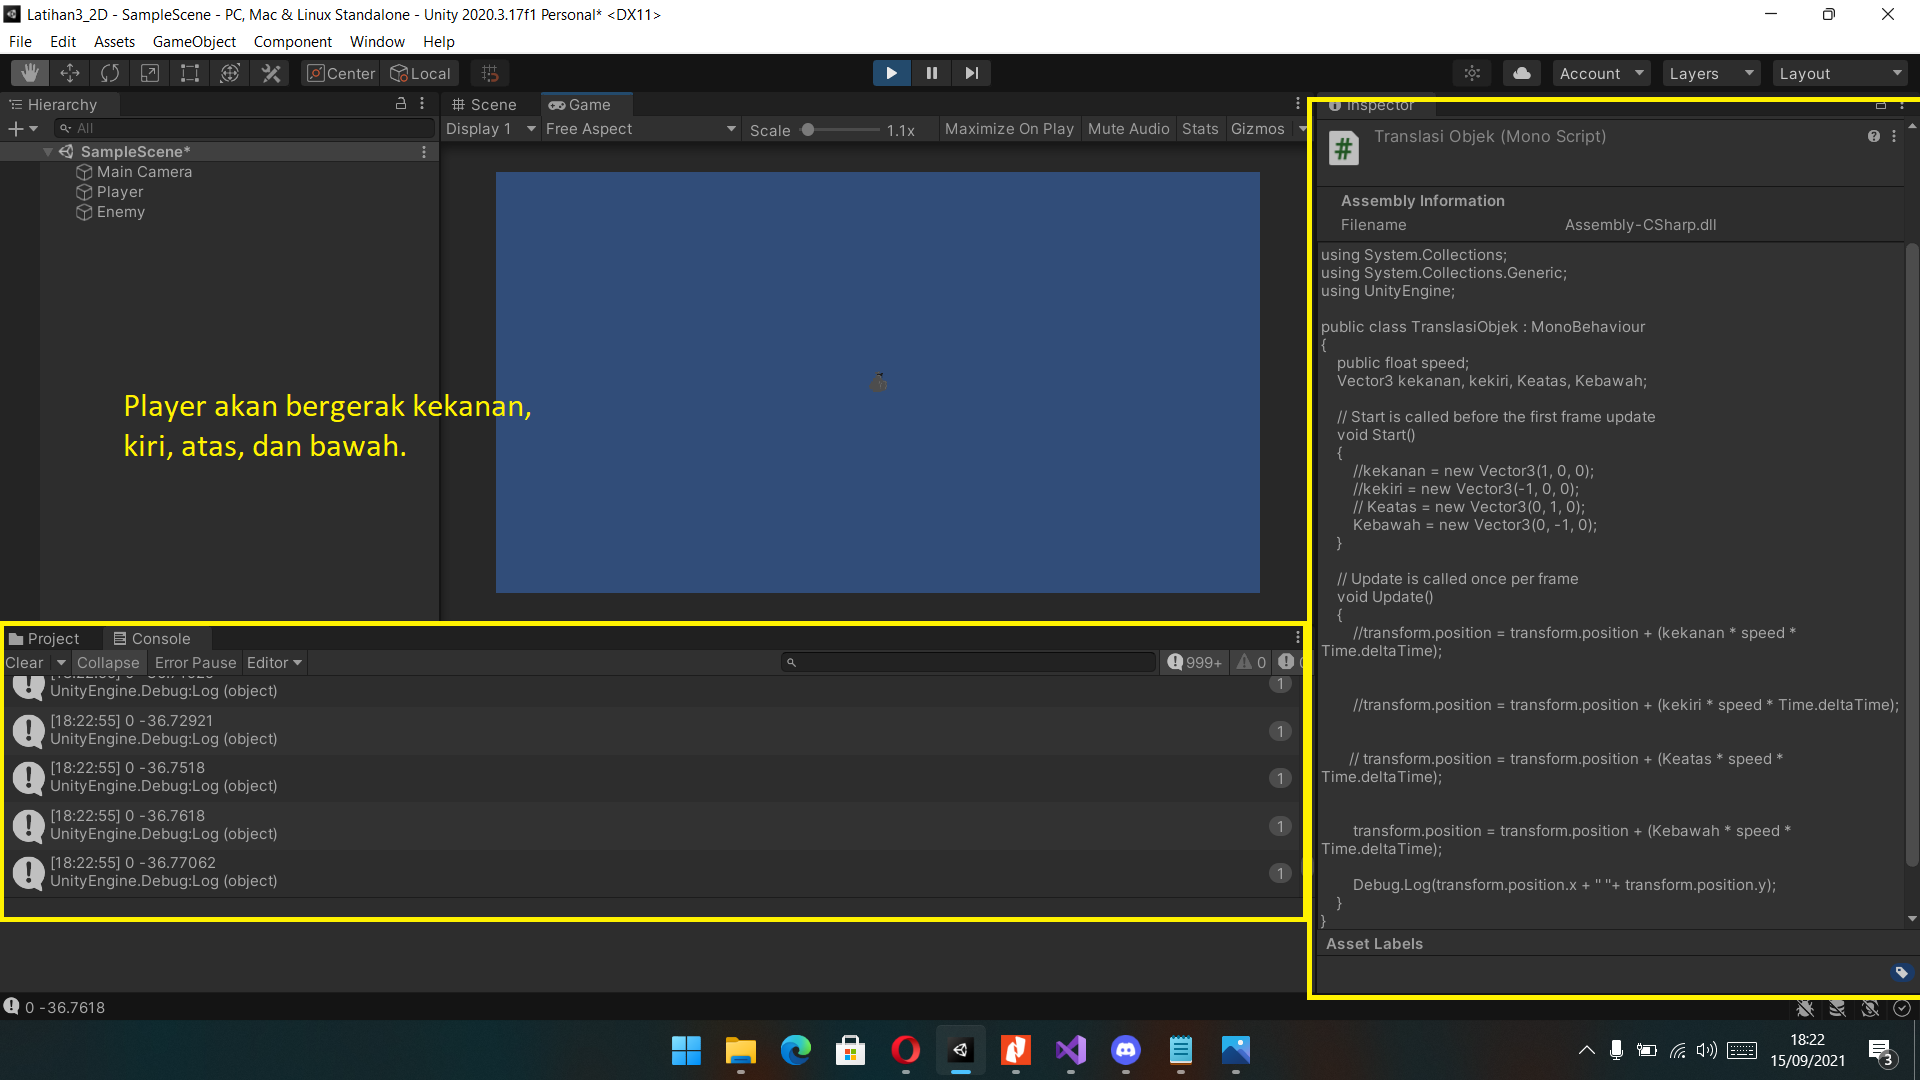 Latihan3_2D - SampleScene - PC, Mac & Linux Standalone - Unity 2020.3.17f1 Personal* <DX11>
File Edit Assets GameObject Component Window Help
Center Local Account Layers Layout
Hierarchy
All
SampleScene*
Main Camera
Player
Enemy
Scene Game
Display 1 Free Aspect Scale 1.1x Maximize On Play Mute Audio Stats Gizmos
Player akan bergerak kekanan,
kiri, atas, dan bawah.
Inspector
Translasi Objek (Mono Script)
Assembly Information
Filename Assembly-CSharp.dll
using System.Collections;
using System.Collections.Generic;
using UnityEngine;
public class TranslasiObjek : MonoBehaviour
{
public float speed;
Vector3 kekanan, kekiri, Keatas, Kebawah;
// Start is called before the first frame update
void Start()
{
//kekanan = new Vector3(1, 0, 0);
//kekiri = new Vector3(-1, 0, 0);
// Keatas = new Vector3(0, 1, 0);
Kebawah = new Vector3(0, -1, 0);
}
// Update is called once per frame
void Update()
{
//transform.position = transform.position + (kekanan * speed *
Time.deltaTime);
//transform.position = transform.position + (kekiri * speed * Time.deltaTime);
// transform.position = transform.position + (Keatas * speed *
Time.deltaTime);
transform.position = transform.position + (Kebawah * speed *
Time.deltaTime);
Debug.Log(transform.position.x + " "+ transform.position.y);
}
}
Asset Labels
Project Console
Clear Collapse Error Pause Editor 999+ 0
UnityEngine.Debug:Log (object) 1
[18:22:55] 0 -36.72921
UnityEngine.Debug:Log (object) 1
[18:22:55] 0 -36.7518
UnityEngine.Debug:Log (object) 1
[18:22:55] 0 -36.7618
UnityEngine.Debug:Log (object) 1
[18:22:55] 0 -36.77062
UnityEngine.Debug:Log (object) 1
0 -36.7618
18:22
15/09/2021
3